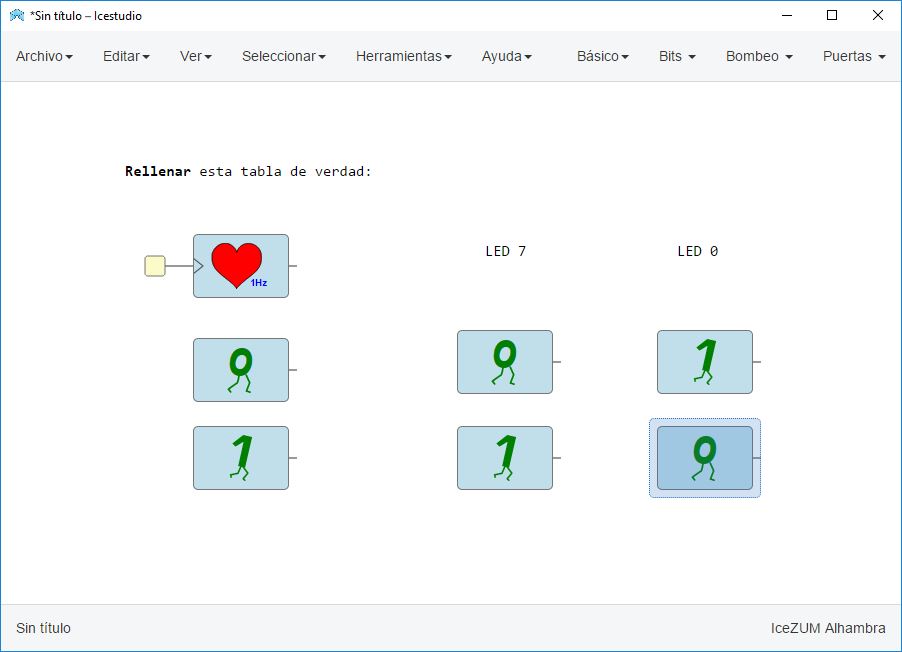 *Sin título – Icestudio
Archivo Editar Ver Seleccionar Herramientas Ayuda Básico Bits Bombeo Puertas
Rellenar esta tabla de verdad:
1Hz
LED 7 LED 0
0 0 1
1 1 0
Sin título IceZUM Alhambra